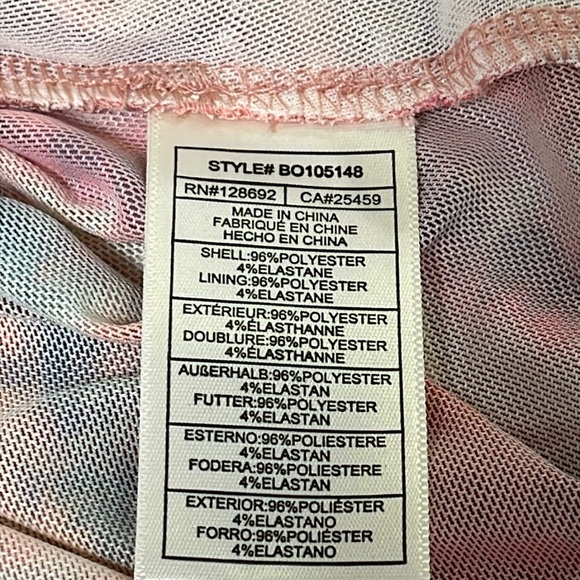 STYLE# BO105148
RN#128692 CA#25459
MADE IN CHINA
FABRIQUÉ EN CHINE
HECHO EN CHINA
SHELL:96%POLYESTER
4%ELASTANE
LINING:96%POLYESTER
4%ELASTANE
EXTÉRIEUR:96%POLYESTER
4%ÉLASTHANNE
DOUBLURE:96%POLYESTER
4%ÉLASTHANNE
AUßERHALB:96%POLYESTER
4%ELASTAN
FUTTER:96%POLYESTER
4%ELASTAN
ESTERNO:96%POLIESTERE
4%ELASTAN
FODERA:96%POLIESTERE
4%ELASTAN
EXTERIOR:96%POLIÉSTER
4%ELASTANO
FORRO:96%POLIÉSTER
4%ELASTANO